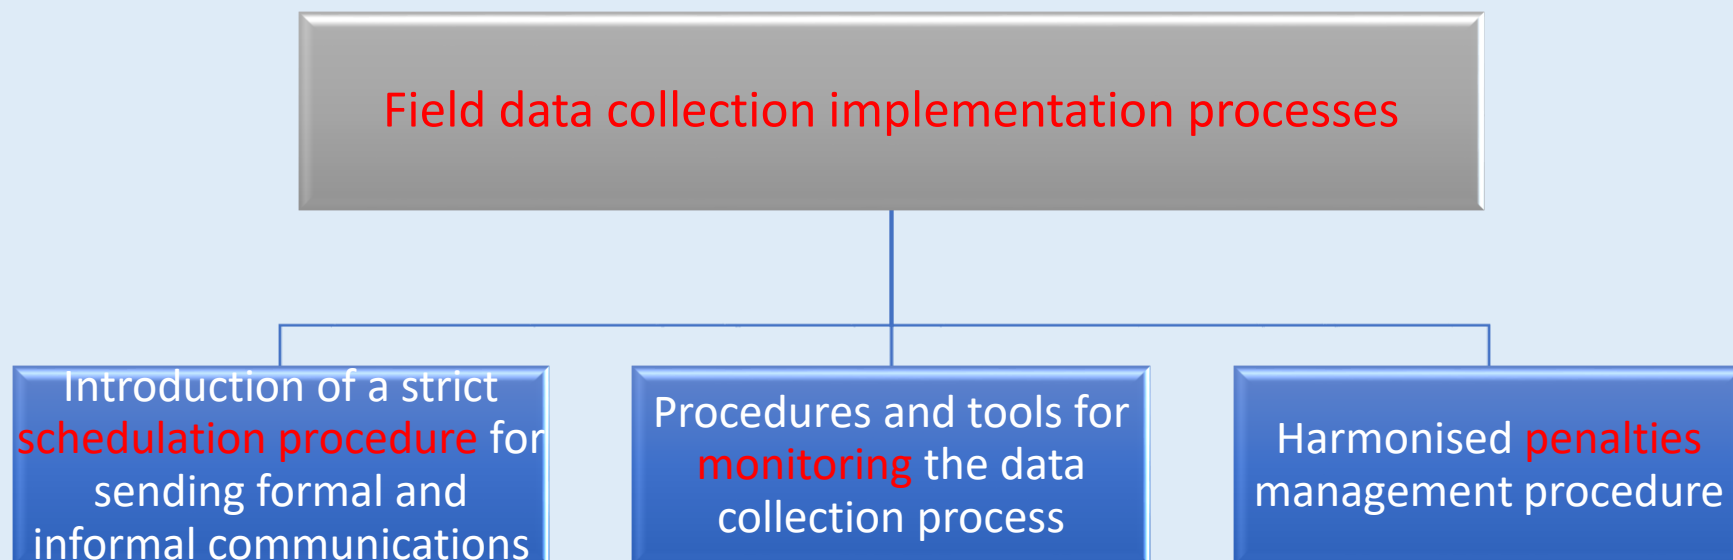 Field data collection implementation processes
Introduction of a strict
schedulation procedure for
sending formal and
informal communications
Procedures and tools for
monitoring the data
collection process
Harmonised penalties
management procedure